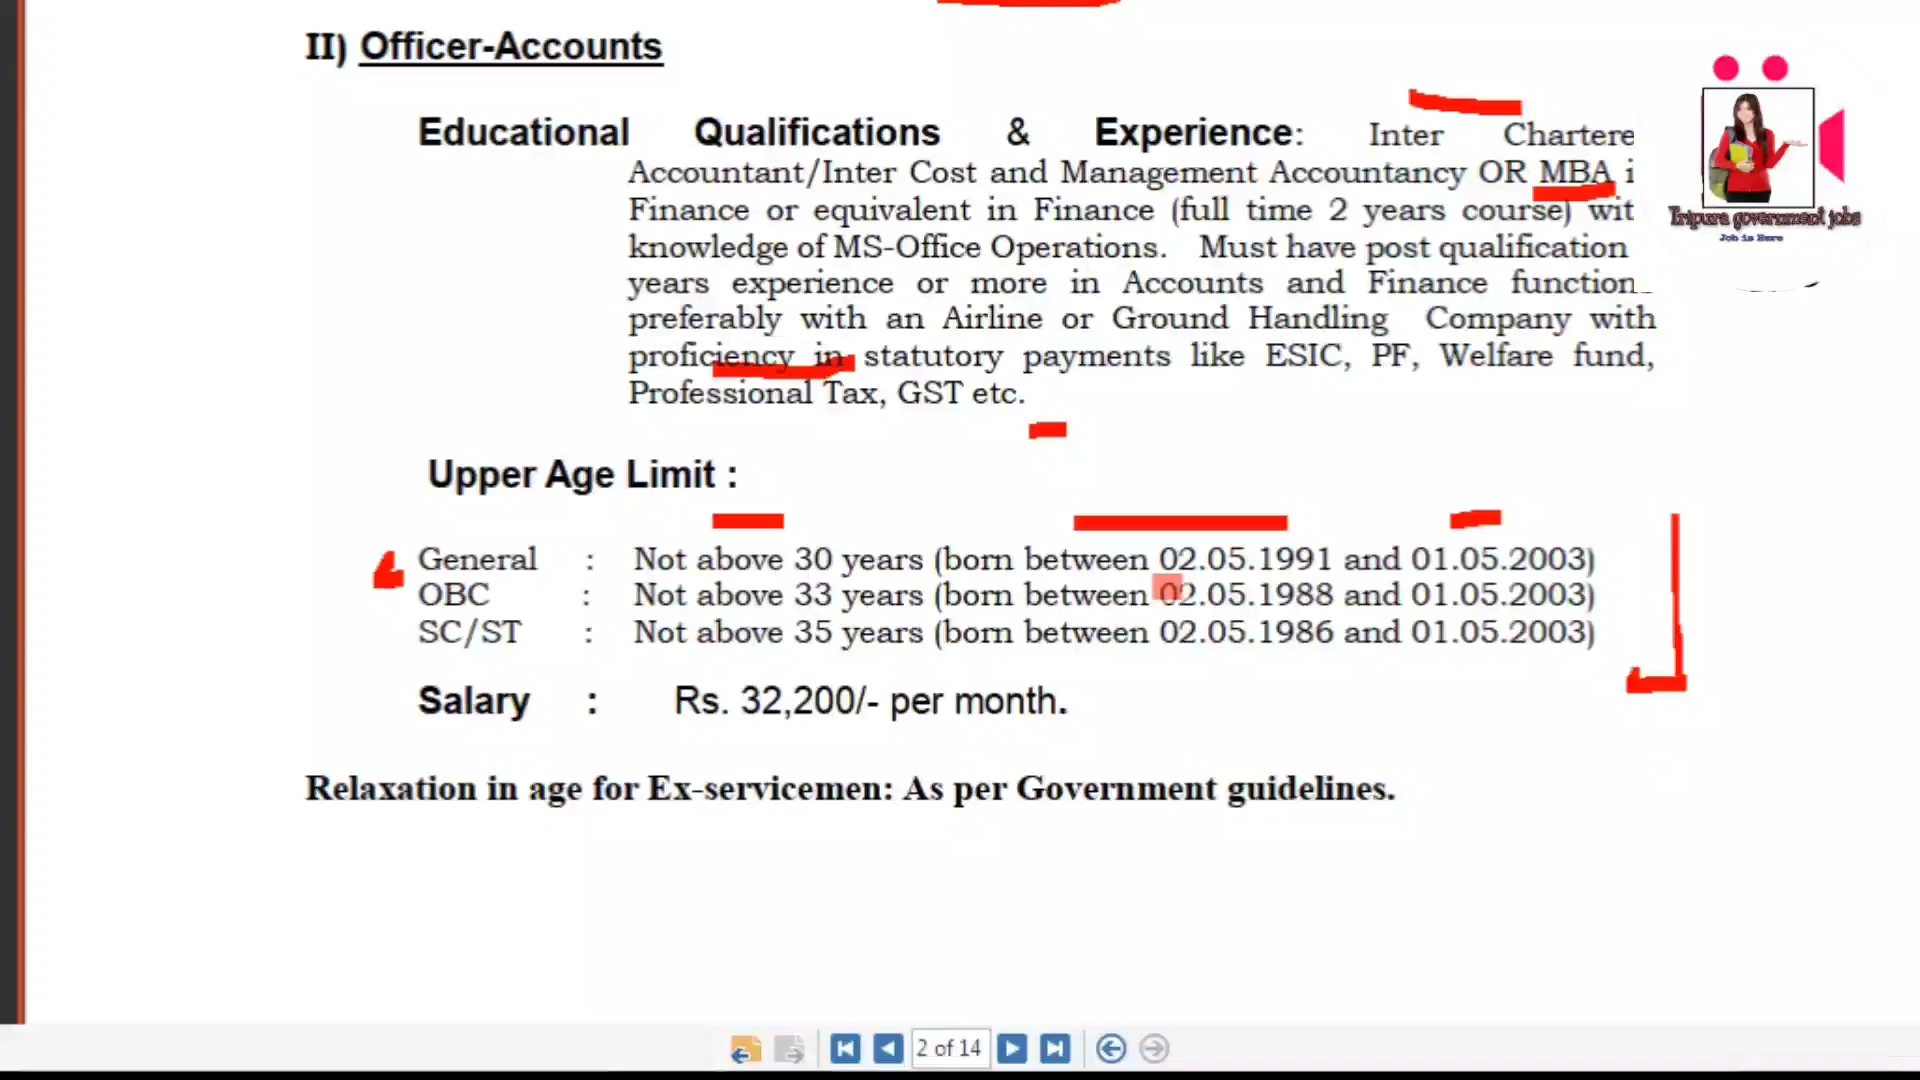 II) Officer-Accounts
Educational Qualifications & Experience: Inter Chartere
Accountant/Inter Cost and Management Accountancy OR MBA i
Finance or equivalent in Finance (full time 2 years course) wit
knowledge of MS-Office Operations. Must have post qualification
years experience or more in Accounts and Finance function
preferably with an Airline or Ground Handling Company with
proficiency in statutory payments like ESIC, PF, Welfare fund,
Professional Tax, GST etc.
Upper Age Limit :
General : Not above 30 years (born between 02.05.1991 and 01.05.2003)
OBC : Not above 33 years (born between 02.05.1988 and 01.05.2003)
SC/ST : Not above 35 years (born between 02.05.1986 and 01.05.2003)
Salary : Rs. 32,200/- per month.
Relaxation in age for Ex-servicemen: As per Government guidelines.
Tripura government jobs
Job is Here
2 of 14